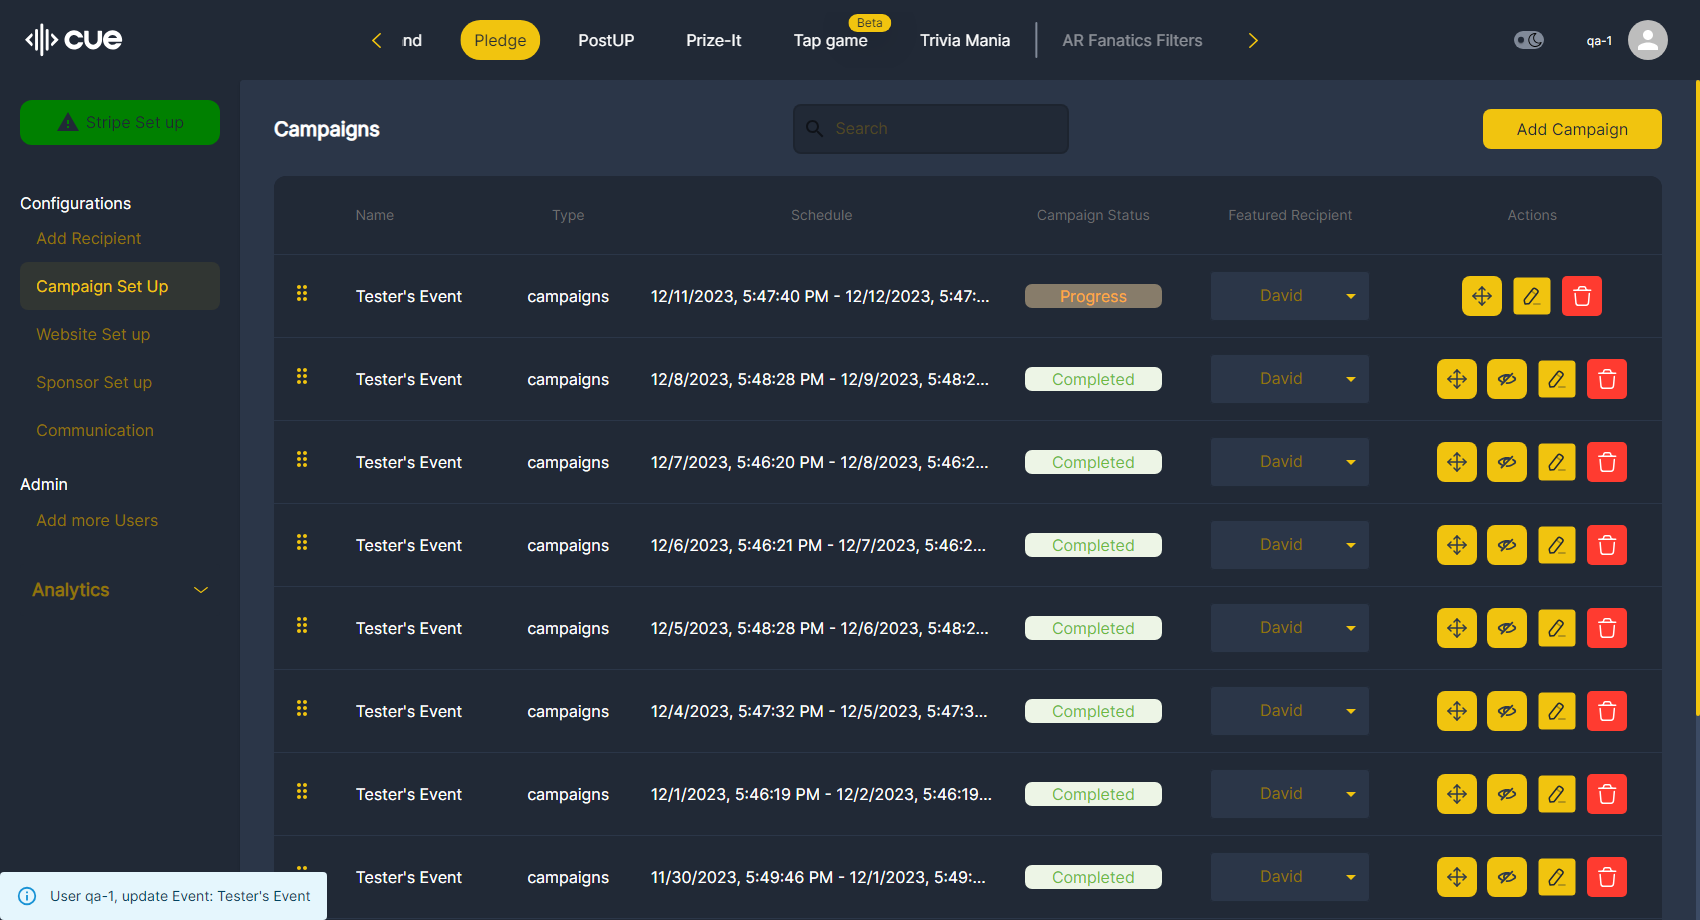 cue
nd
Pledge
PostUP
Prize-It
Tap game
Beta
Trivia Mania
AR Fanatics Filters
qa-1
Stripe Set up
Configurations
Add Recipient
Campaign Set Up
Website Set up
Sponsor Set up
Communication
Admin
Add more Users
Analytics
Campaigns
Search
Add Campaign
Name Type Schedule Campaign Status Featured Recipient Actions
Tester's Event campaigns 12/11/2023, 5:47:40 PM - 12/12/2023, 5:47:... Progress David
Tester's Event campaigns 12/8/2023, 5:48:28 PM - 12/9/2023, 5:48:2... Completed David
Tester's Event campaigns 12/7/2023, 5:46:20 PM - 12/8/2023, 5:46:2... Completed David
Tester's Event campaigns 12/6/2023, 5:46:21 PM - 12/7/2023, 5:46:2... Completed David
Tester's Event campaigns 12/5/2023, 5:48:28 PM - 12/6/2023, 5:48:2... Completed David
Tester's Event campaigns 12/4/2023, 5:47:32 PM - 12/5/2023, 5:47:3... Completed David
Tester's Event campaigns 12/1/2023, 5:46:19 PM - 12/2/2023, 5:46:19... Completed David
Tester's Event campaigns 11/30/2023, 5:49:46 PM - 12/1/2023, 5:49:... Completed David
User qa-1, update Event: Tester's Event